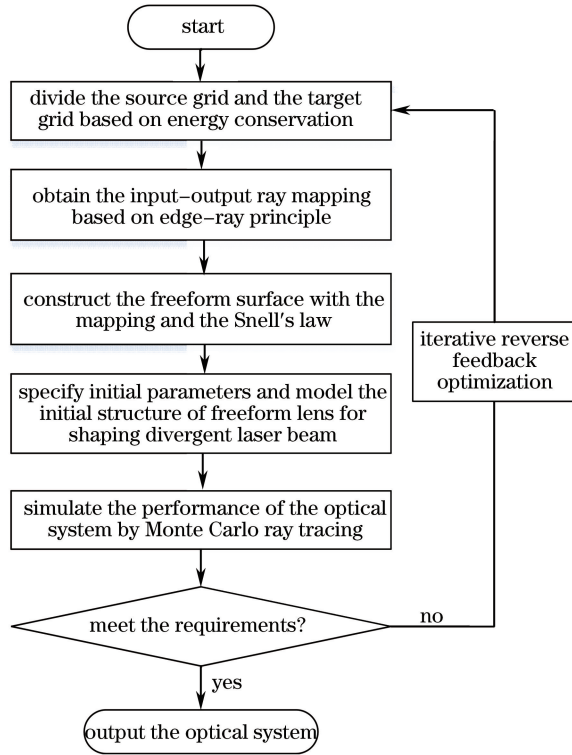 start
divide the source grid and the target
grid based on energy conservation
obtain the input-output ray mapping
based on edge-ray principle
construct the freeform surface with the
mapping and the Snell's law
iterative reverse
feedback
optimization
specify initial parameters and model the
initial structure of freeform lens for
shaping divergent laser beam
simulate the performance of the optical
system by Monte Carlo ray tracing
meet the requirements?
no
yes
output the optical system